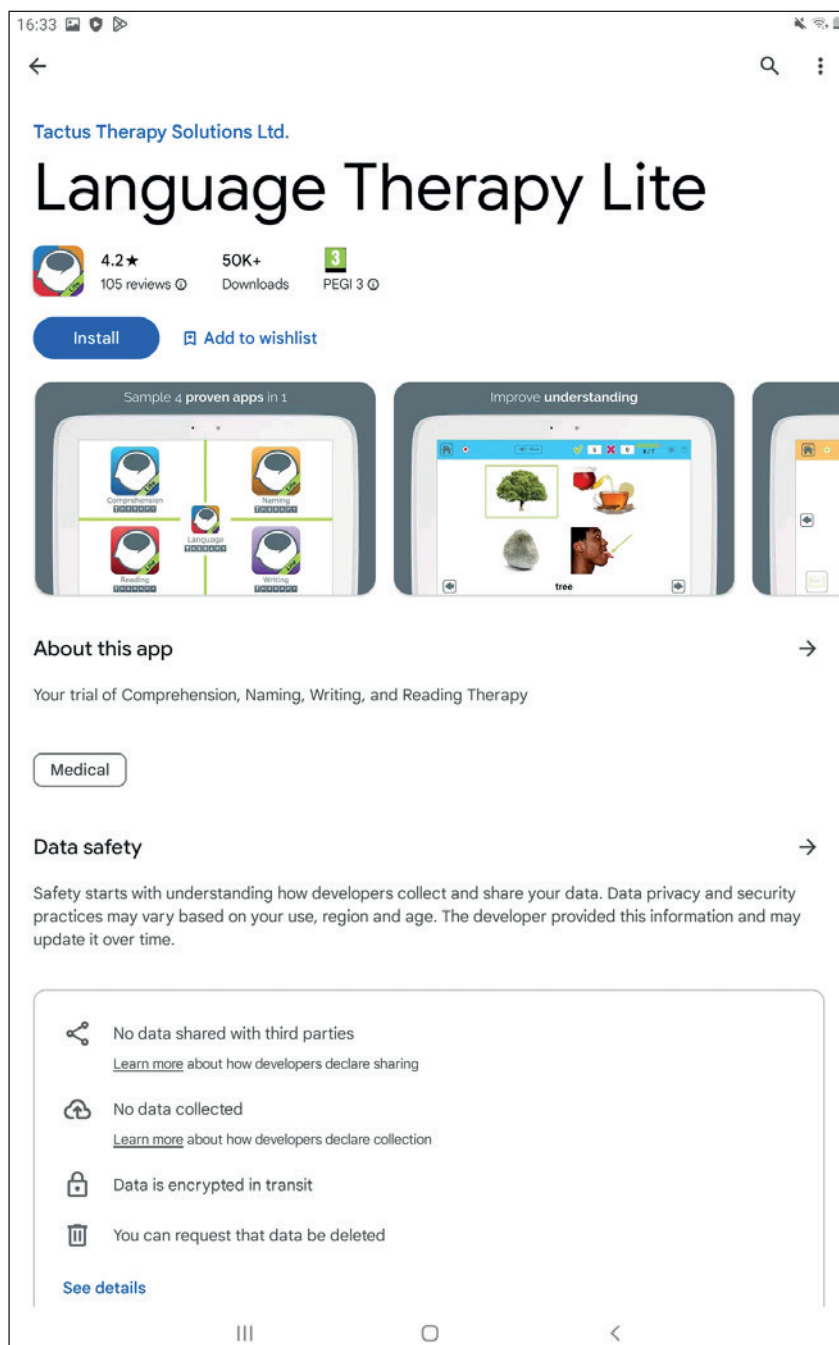 16:33
Tactus Therapy Solutions Ltd.
Language Therapy Lite
4.2★ 50K+ 3
105 reviews Downloads PEGI 3
Install Add to wishlist
Sample 4 proven apps in 1
Comprehension Naming
THERAPY THERAPY
Language
THERAPY
Reading Writing
THERAPY THERAPY
Lite
Improve understanding
tree
About this app
Your trial of Comprehension, Naming, Writing, and Reading Therapy
Medical
Data safety
Safety starts with understanding how developers collect and share your data. Data privacy and security
practices may vary based on your use, region and age. The developer provided this information and may
update it over time.
No data shared with third parties
Learn more about how developers declare sharing
No data collected
Learn more about how developers declare collection
Data is encrypted in transit
You can request that data be deleted
See details